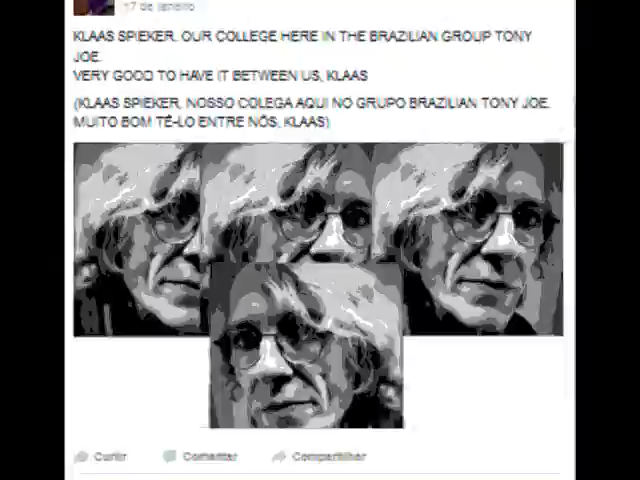 17 de janeiro
KLAAS SPIEKER. OUR COLLEGE HERE IN THE BRAZILIAN GROUP TONY
JOE.
VERY GOOD TO HAVE IT BETWEEN US, KLAAS
(KLAAS SPIEKER, NOSSO COLEGA AQUI NO GRUPO BRAZILIAN TONY JOE.
MUITO BOM TÊ-LO ENTRE NÓS, KLAAS)
Curtir Comentar Compartilhar